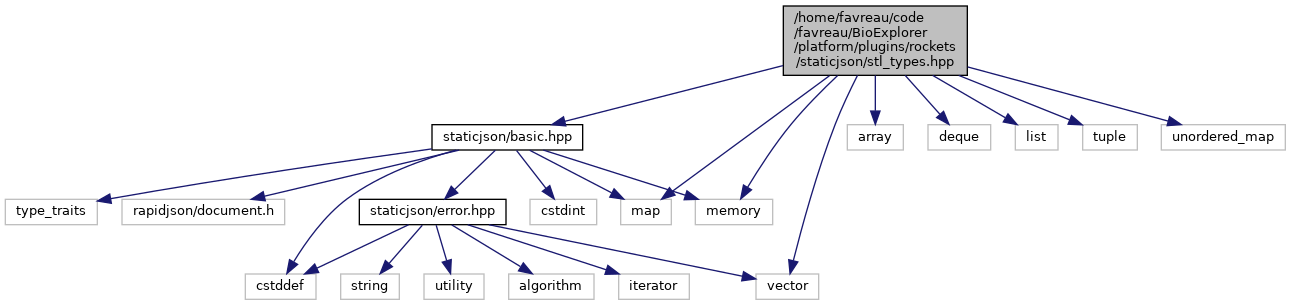 /home/favreau/code
/favreau/BioExplorer
/platform/plugins/rockets
/staticjson/stl_types.hpp
staticjson/basic.hpp
array
deque
list
tuple
unordered_map
type_traits
rapidjson/document.h
staticjson/error.hpp
cstdint
map
memory
cstddef
string
utility
algorithm
iterator
vector